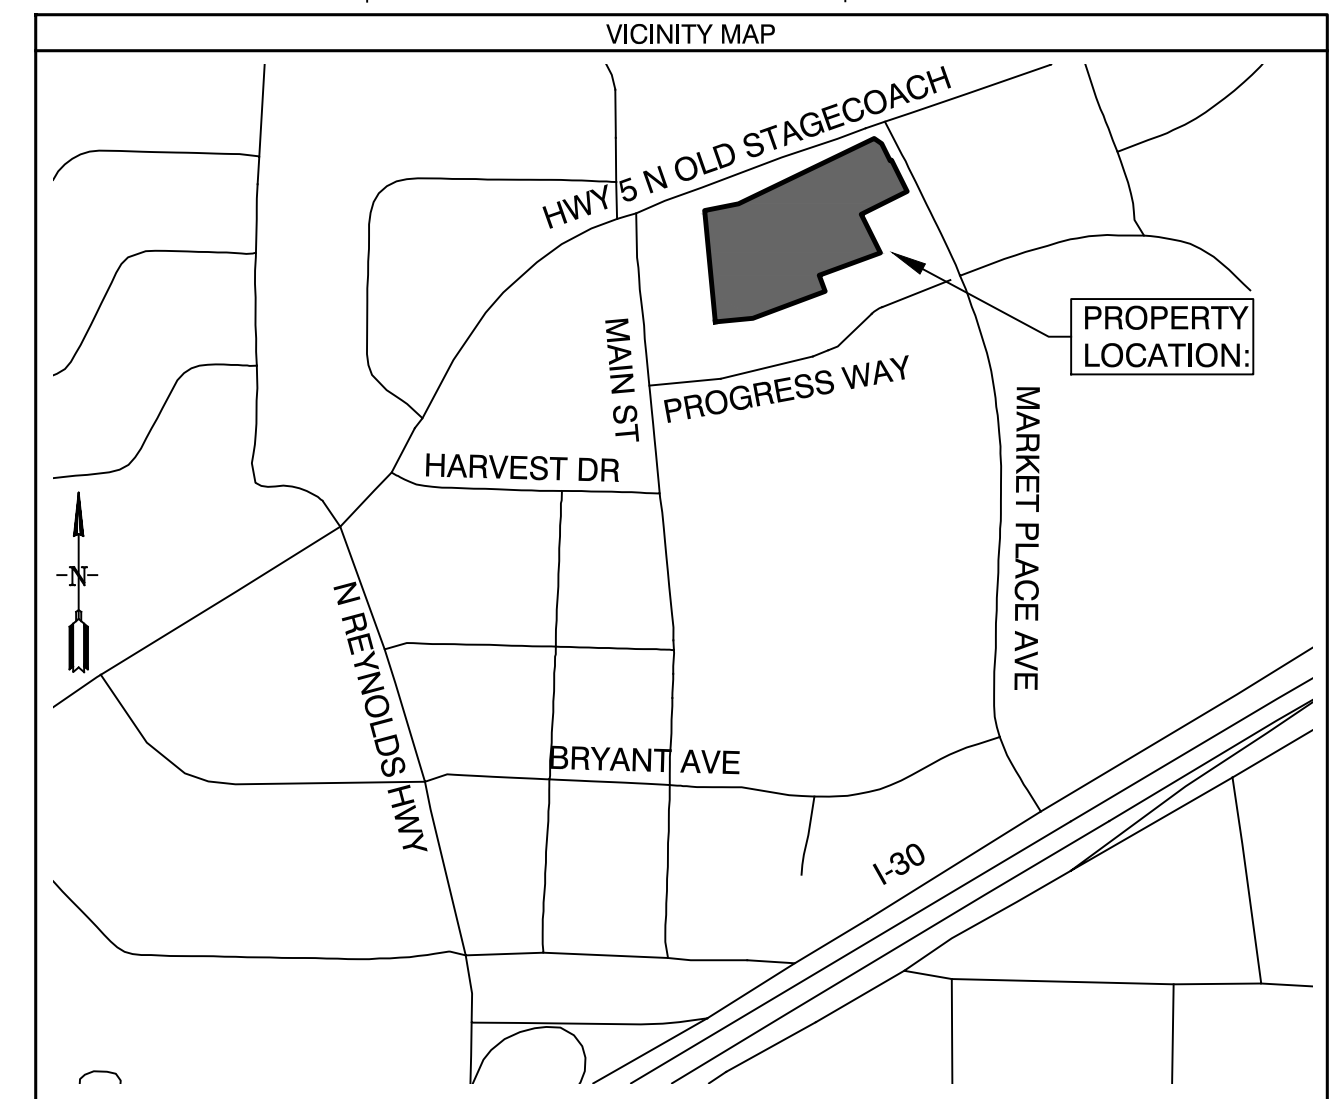 VICINITY MAP
HWY 5 N OLD STAGECOACH
PROPERTY
LOCATION:
MAIN ST
PROGRESS WAY
MARKET PLACE AVE
HARVEST DR
-N-
N REYNOLDS HWY
BRYANT AVE
I-30